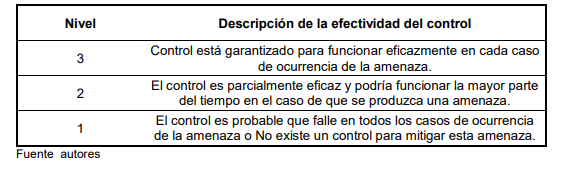 Nivel Descripción de la efectividad del control
3 Control está garantizado para funcionar eficazmente en cada caso
de ocurrencia de la amenaza.
2 El control es parcialmente eficaz y podría funcionar la mayor parte
del tiempo en el caso de que se produzca una amenaza.
1 El control es probable que falle en todos los casos de ocurrencia
de la amenaza o No existe un control para mitigar esta amenaza.
Fuente autores